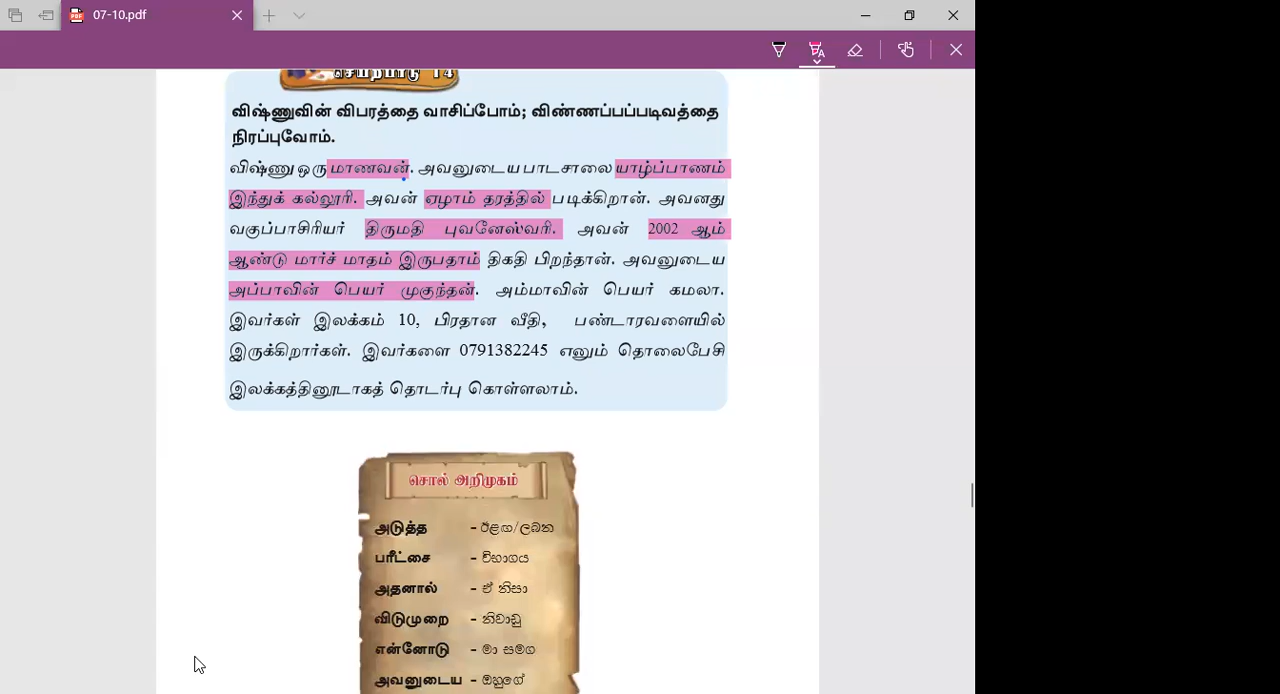 07-10.pdf
செயற்பாடு 14
விஷ்ணுவின் விபரத்தை வாசிப்போம்; விண்ணப்பப்படிவத்தை
நிரப்புவோம்.
விஷ்ணு ஒரு மாணவன். அவனுடைய பாடசாலை யாழ்ப்பாணம்
இந்துக் கல்லூரி. அவன் ஏழாம் தரத்தில் படிக்கிறான். அவனது
வகுப்பாசிரியர் திருமதி புவனேஸ்வரி. அவன் 2002 ஆம்
ஆண்டு மார்ச் மாதம் இருபதாம் திகதி பிறந்தான். அவனுடைய
அப்பாவின் பெயர் முகுந்தன். அம்மாவின் பெயர் கமலா.
இவர்கள் இலக்கம் 10, பிரதான வீதி, பண்டாரவளையில்
இருக்கிறார்கள். இவர்களை 0791382245 எனும் தொலைபேசி
இலக்கத்தினூடாகத் தொடர்பு கொள்ளலாம்.
சொல் அறிமுகம்
அடுத்த - ඊළඟ/ලබන
பரீட்சை - විභාගය
அதனால் - ඒ නිසා
விடுமுறை - නිවාඩු
என்னோடு - මා සමග
அவனுடைய - ඔහුගේ